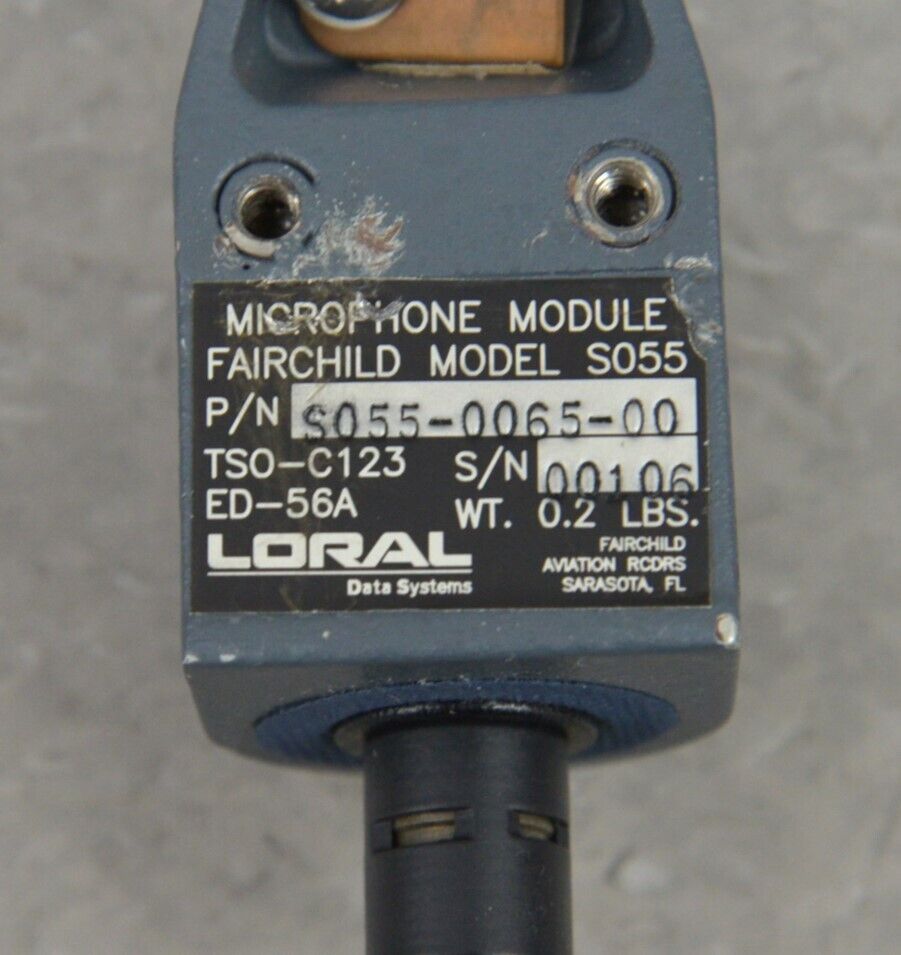 MICROPHONE MODULE
FAIRCHILD MODEL S055
P/N S055-0065-00
TSO-C123 S/N 00106
ED-56A WT. 0.2 LBS.
LORAL
Data Systems
FAIRCHILD
AVIATION RCDRS
SARASOTA, FL